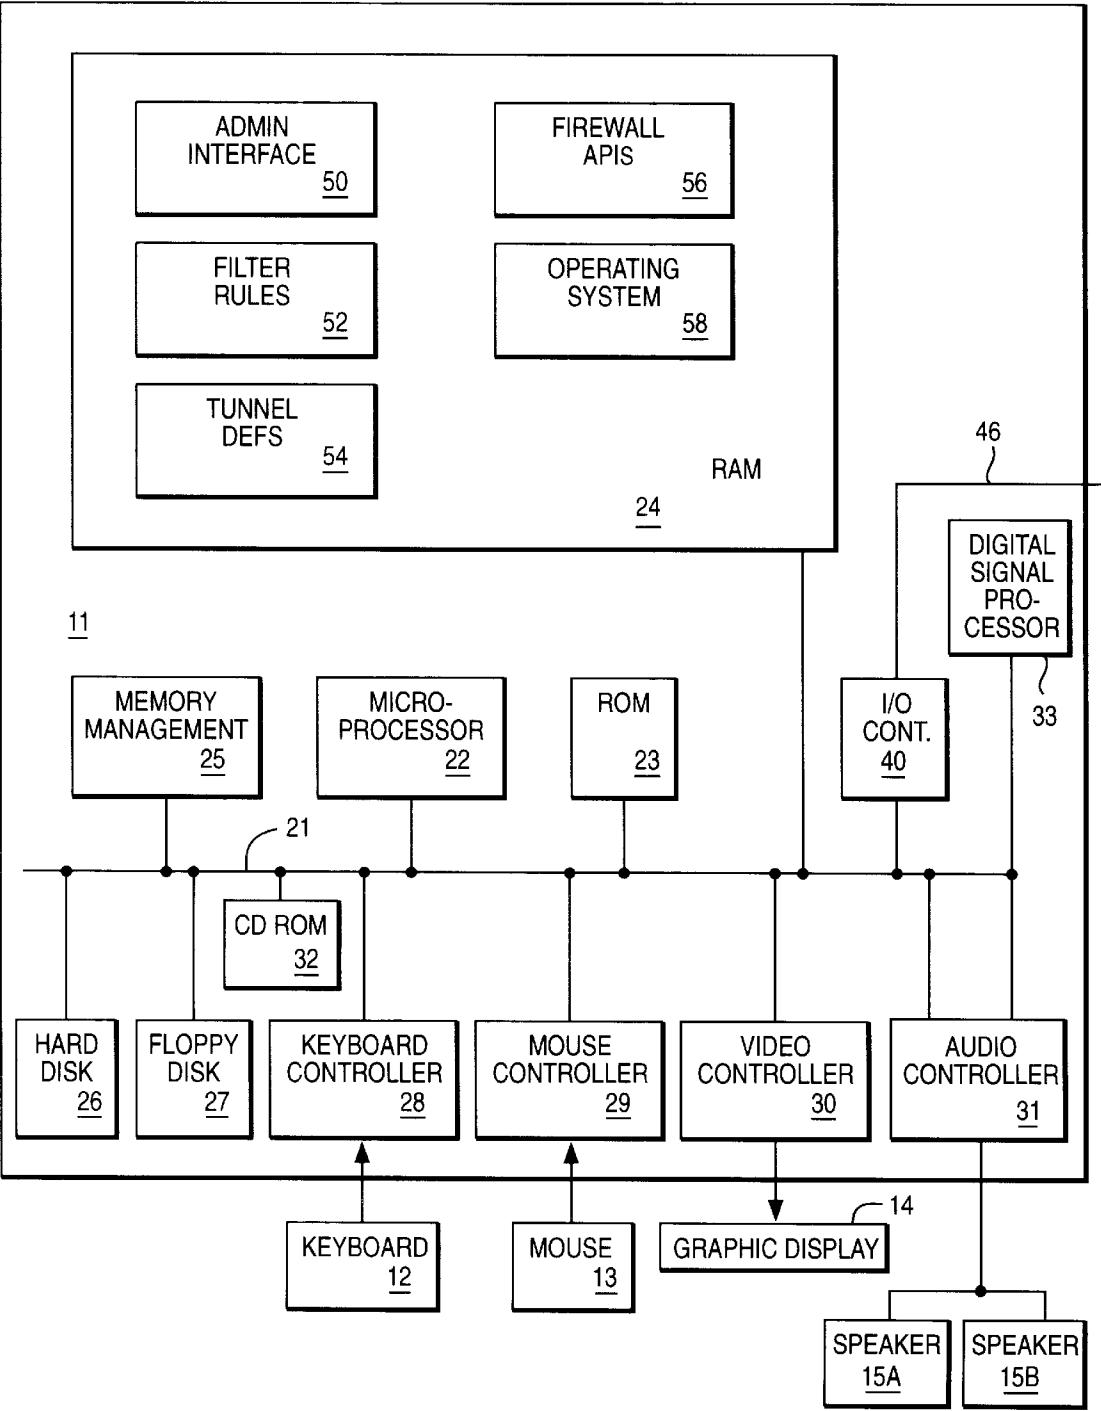 ADMIN
INTERFACE
50
FIREWALL
APIS
56
FILTER
RULES
52
OPERATING
SYSTEM
58
TUNNEL
DEFS
54
RAM
24
46
DIGITAL
SIGNAL
PRO-
CESSOR
33
11
MEMORY
MANAGEMENT
25
MICRO-
PROCESSOR
22
ROM
23
I/O
CONT.
40
21
CD ROM
32
HARD
DISK
26
FLOPPY
DISK
27
KEYBOARD
CONTROLLER
28
MOUSE
CONTROLLER
29
VIDEO
CONTROLLER
30
AUDIO
CONTROLLER
31
KEYBOARD
12
MOUSE
13
14
GRAPHIC DISPLAY
SPEAKER
15A
SPEAKER
15B